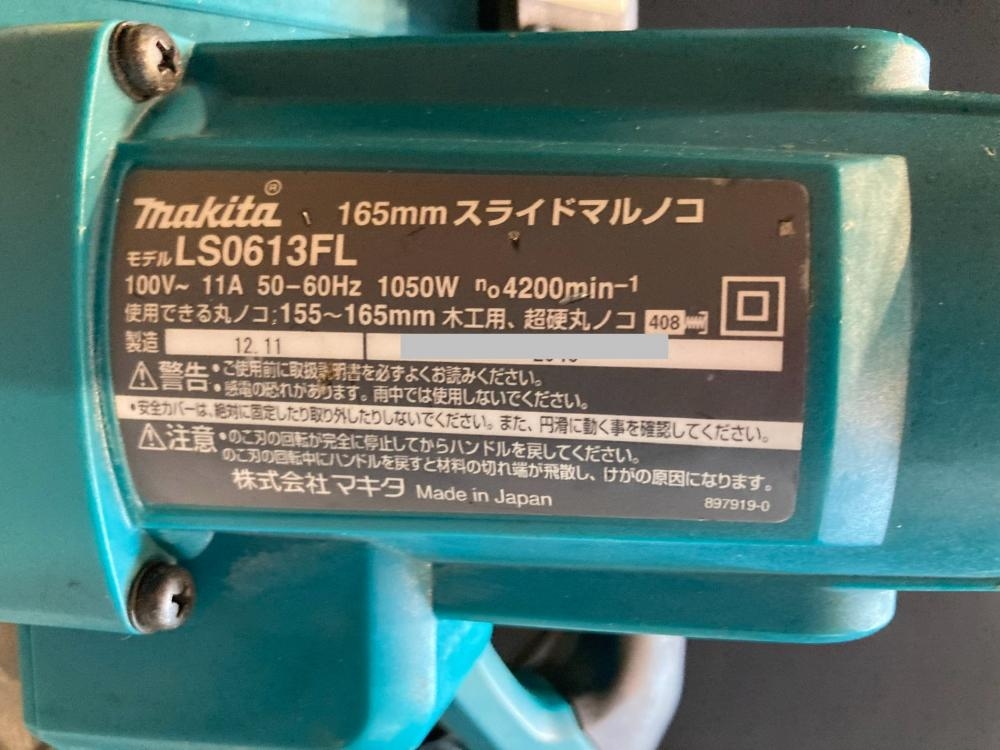 makita® 165mm スライドマルノコ
モデル LS0613FL
100V~ 11A 50-60Hz 1050W n₀4200min⁻¹
使用できる丸ノコ;155~165mm 木工用、超硬丸ノコ 408
製造 12.11
警告 •ご使用前に取扱説明書を必ずよくお読みください。
•感電の恐れがあります。雨中では使用しないでください。
•安全カバーは、絶対に固定したり取り外したりしないでください。また、円滑に動く事を確認してください。
注意 •のこ刃の回転が完全に停止してからハンドルを戻してください。
のこ刃の回転中にハンドルを戻すと材料の切れ端が飛散し、けがの原因になります。
株式会社マキタ Made in Japan
897919-0